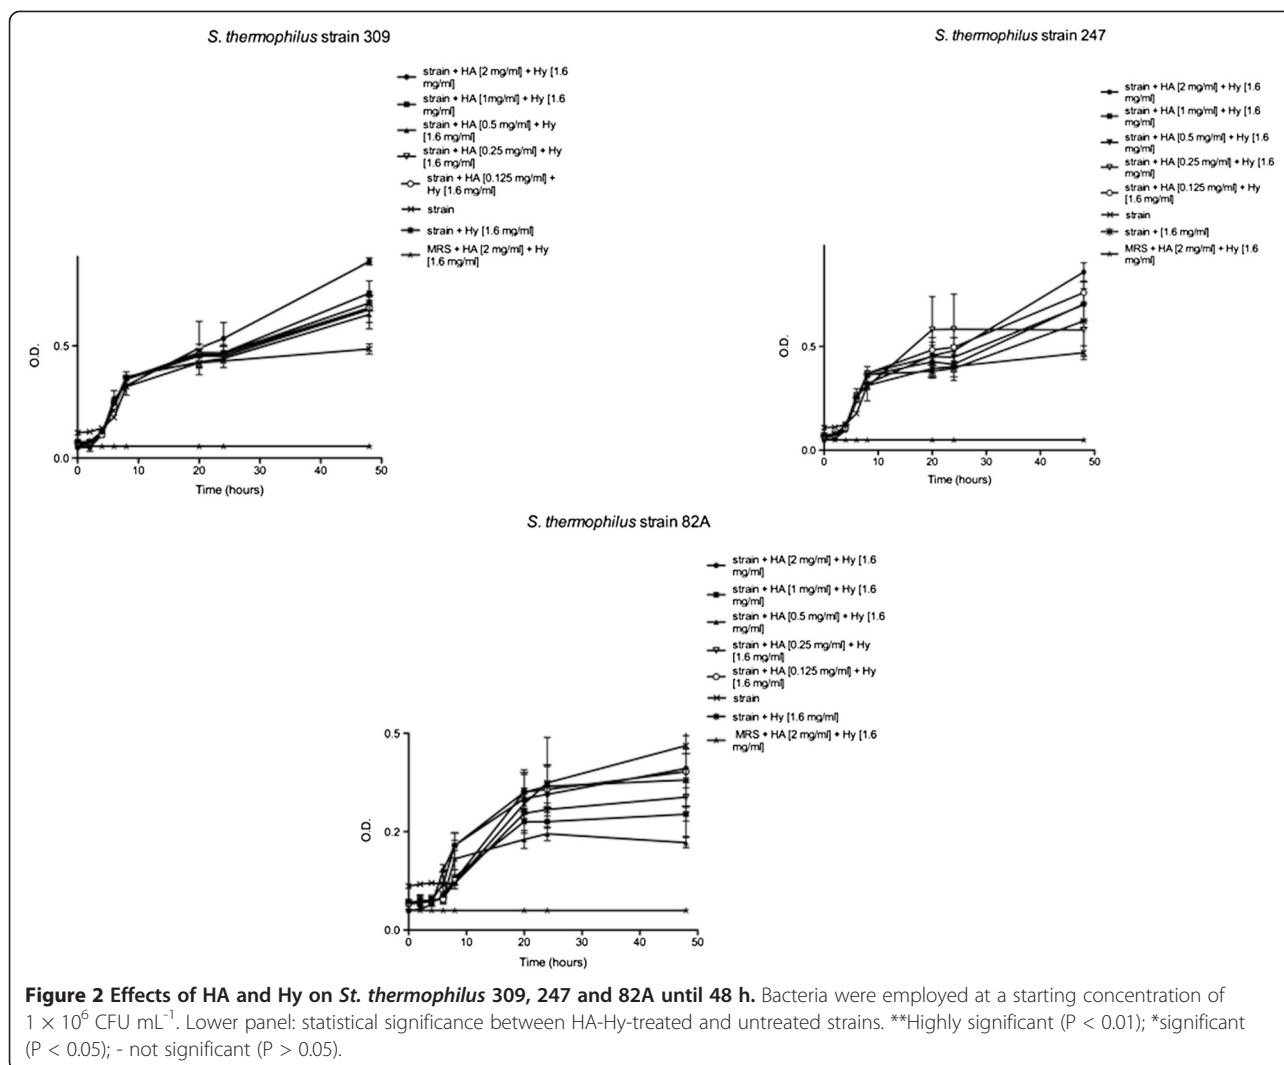 S. thermophilus strain 309
strain + HA [2 mg/ml] + Hy [1.6
mg/ml]
strain + HA [1mg/ml] + Hy [1.6
mg/ml]
strain + HA [0.5 mg/ml] + Hy
[1.6 mg/ml]
strain + HA [0.25 mg/ml] + Hy
[1.6 mg/ml]
strain + HA [0.125 mg/ml] +
Hy [1.6 mg/ml]
strain
strain + Hy [1.6 mg/ml]
MRS + HA [2 mg/ml] + Hy
[1.6 mg/ml]
O.D.
0.5
0.0
0 10 20 30 40 50
Time (hours)
S. thermophilus strain 247
strain + HA [2 mg/ml] + Hy [1.6
mg/ml]
strain + HA [1 mg/ml] + Hy [1.6
mg/ml]
strain + HA [0.5 mg/ml] + Hy [1.6
mg/ml]
strain + HA [0.25 mg/ml] + Hy [1.6
mg/ml]
strain + HA [0.125 mg/ml] + Hy
[1.6 mg/ml]
strain
strain + [1.6 mg/ml]
MRS + HA [2 mg/ml] + Hy [1.6
mg/ml]
O.D.
0.5
0.0
0 10 20 30 40 50
Time (hours)
S. thermophilus strain 82A
strain + HA [2 mg/ml] + Hy [1.6
mg/ml]
strain + HA [1 mg/ml] + Hy [1.6
mg/ml]
strain + HA [0.5 mg/ml] + Hy [1.6
mg/ml]
strain + HA [0.25 mg/ml] + Hy
[1.6 mg/ml]
strain + HA [0.125 mg/ml] + Hy
[1.6 mg/ml]
strain
strain + Hy [1.6 mg/ml]
MRS + HA [2 mg/ml] + Hy [1.6
mg/ml]
O.D.
0.5
0.2
0.0
0 10 20 30 40 50
Time (hours)
Figure 2 Effects of HA and Hy on St. thermophilus 309, 247 and 82A until 48 h. Bacteria were employed at a starting concentration of
1 × 10⁶ CFU mL⁻¹. Lower panel: statistical significance between HA-Hy-treated and untreated strains. **Highly significant (P < 0.01); *significant
(P < 0.05); - not significant (P > 0.05).